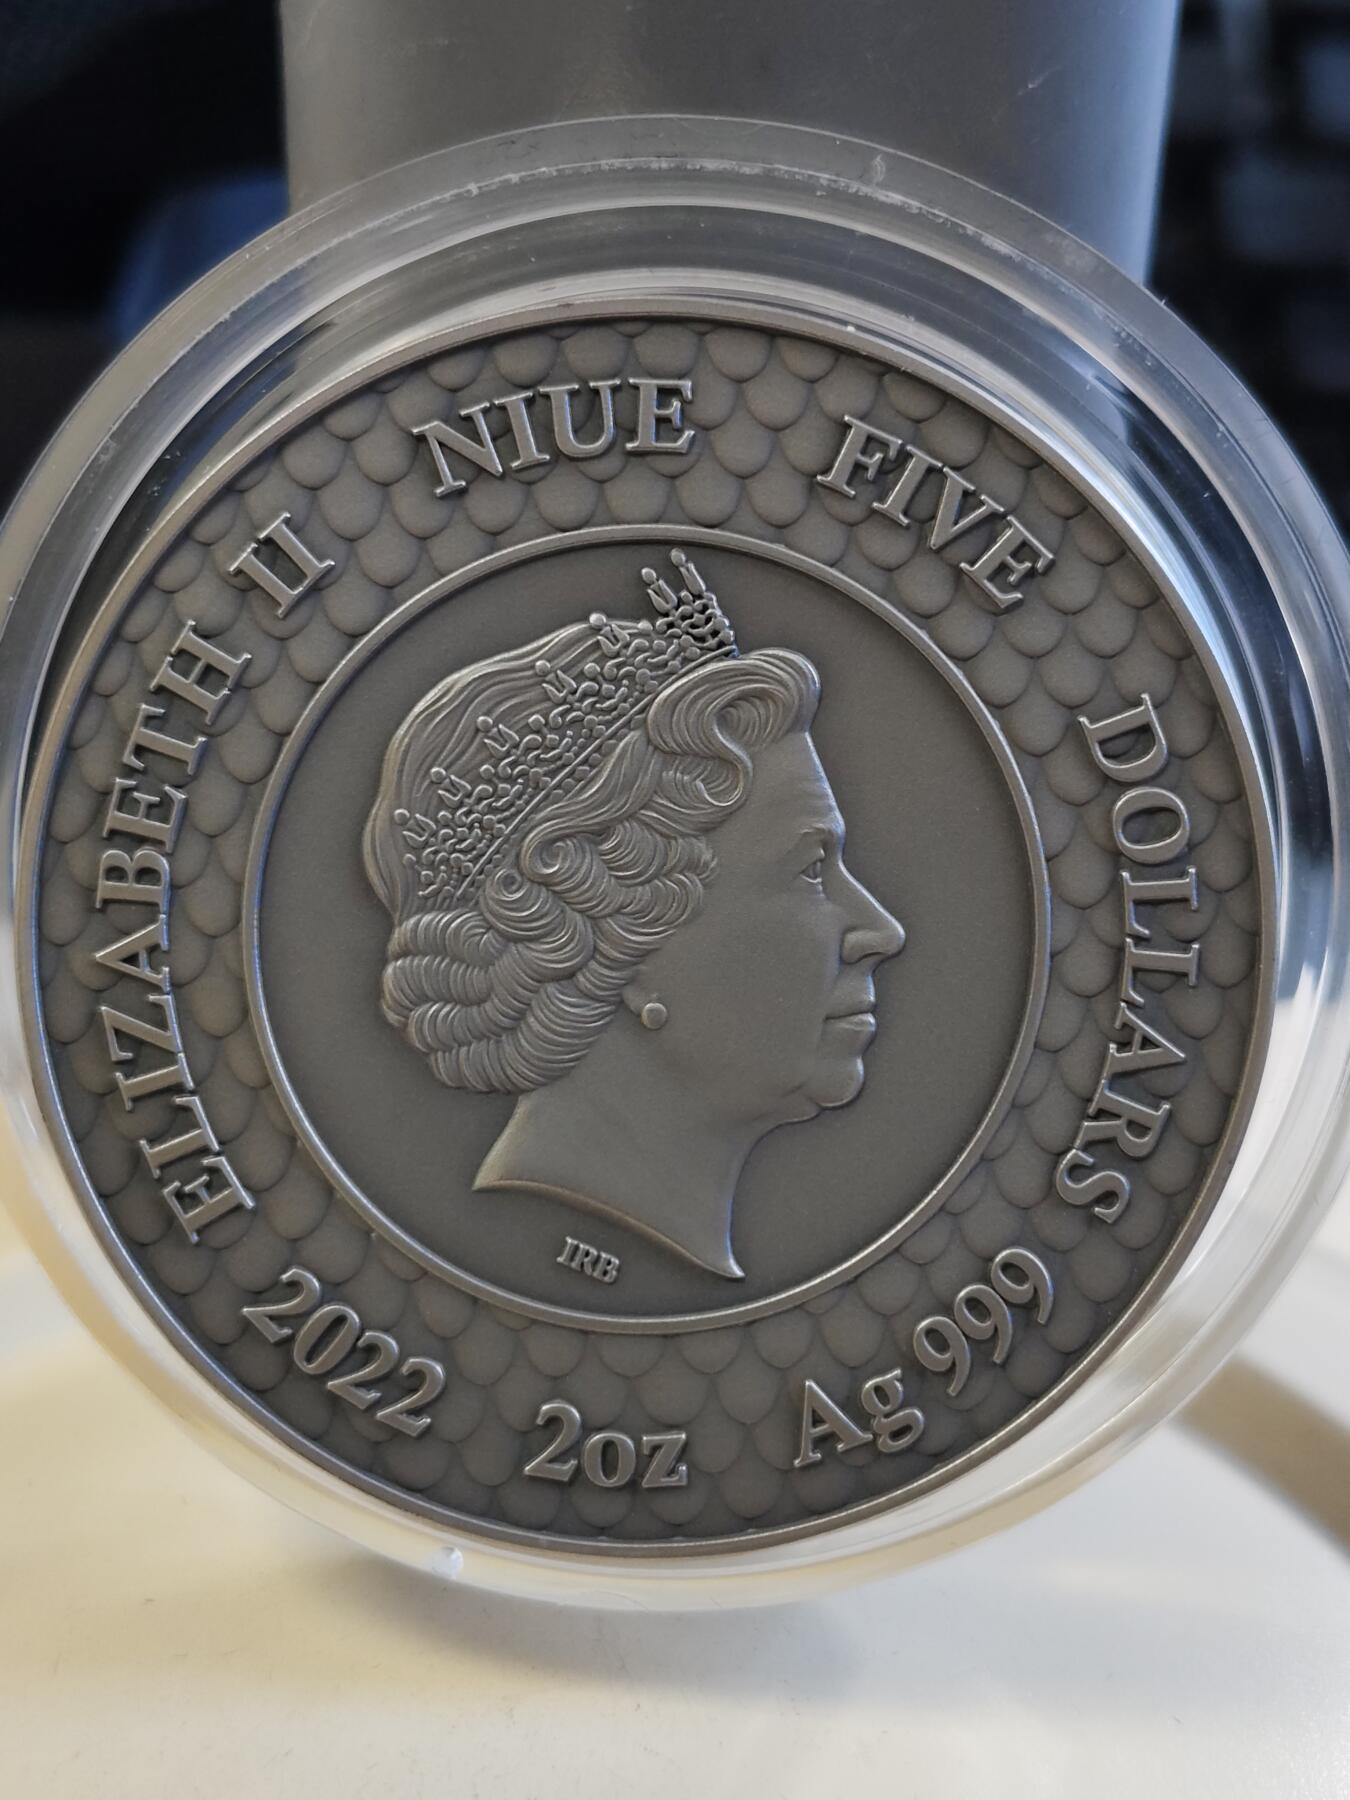 ELIZABETH II NIUE FIVE DOLLARS
2022 2oz Ag 999
IRB